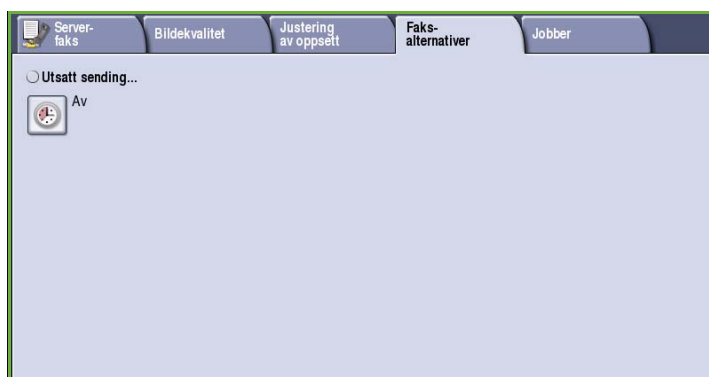 Server-
faks
Bildekvalitet
Justering
av oppsett
Faks-
alternativer
Jobber
Utsatt sending...
Av